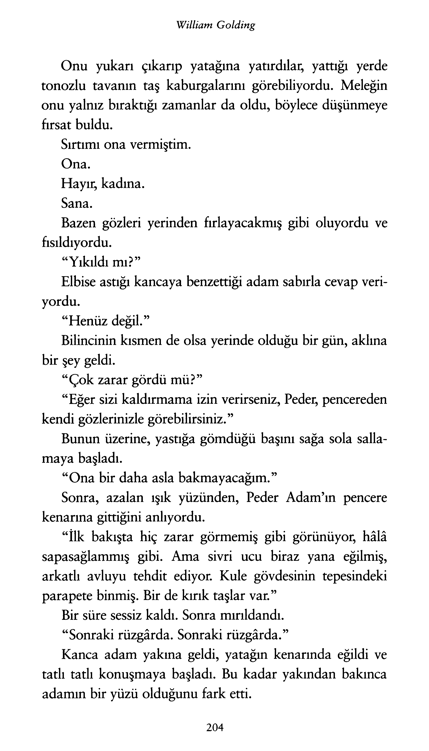 William Golding
Onu yukarı çıkarıp yatağına yatırdılar, yattığı yerde
tonozlu tavanın taş kaburgalarını görebiliyordu. Meleğin
onu yalnız bıraktığı zamanlar da oldu, böylece düşünmeye
fırsat buldu.
Sırtımı ona vermiştim.
Ona.
Hayır, kadına.
Sana.
Bazen gözleri yerinden fırlayacakmış gibi oluyordu ve
fısıldıyordu.
“Yıkıldı mı?”
Elbise astığı kancaya benzettiği adam sabırla cevap veri-
yordu.
“Henüz değil.”
Bilincinin kısmen de olsa yerinde olduğu bir gün, aklına
bir şey geldi.
“Çok zarar gördü mü?”
“Eğer sizi kaldırmama izin verirseniz, Peder, pencereden
kendi gözlerinizle görebilirsiniz.”
Bunun üzerine, yastığa gömdüğü başını sağa sola salla-
maya başladı.
“Ona bir daha asla bakmayacağım.”
Sonra, azalan ışık yüzünden, Peder Adam’ın pencere
kenarına gittiğini anlıyordu.
“İlk bakışta hiç zarar görmemiş gibi görünüyor, hâlâ
sapasağlammış gibi. Ama sivri ucu biraz yana eğilmiş,
arkatlı avluyu tehdit ediyor. Kule gövdesinin tepesindeki
parapete binmiş. Bir de kırık taşlar var.”
Bir süre sessiz kaldı. Sonra mırıldandı.
“Sonraki rüzgârda. Sonraki rüzgârda.”
Kanca adam yakına geldi, yatağın kenarında eğildi ve
tatlı tatlı konuşmaya başladı. Bu kadar yakından bakınca
adamın bir yüzü olduğunu fark etti.
204